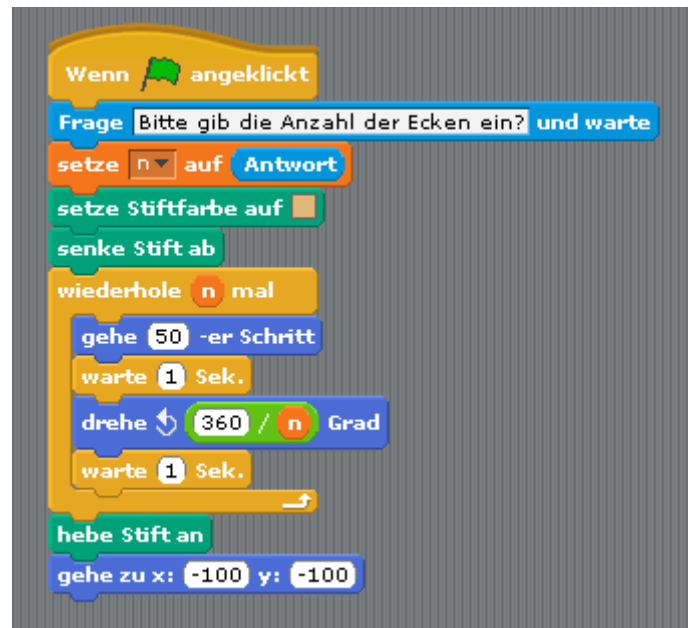 Wenn angeklickt
Frage Bitte gib die Anzahl der Ecken ein? und warte
setze n auf Antwort
setze Stiftfarbe auf
senke Stift ab
wiederhole n mal
gehe 50 -er Schritt
warte 1 Sek.
drehe 360 / n Grad
warte 1 Sek.
hebe Stift an
gehe zu x: -100 y: -100